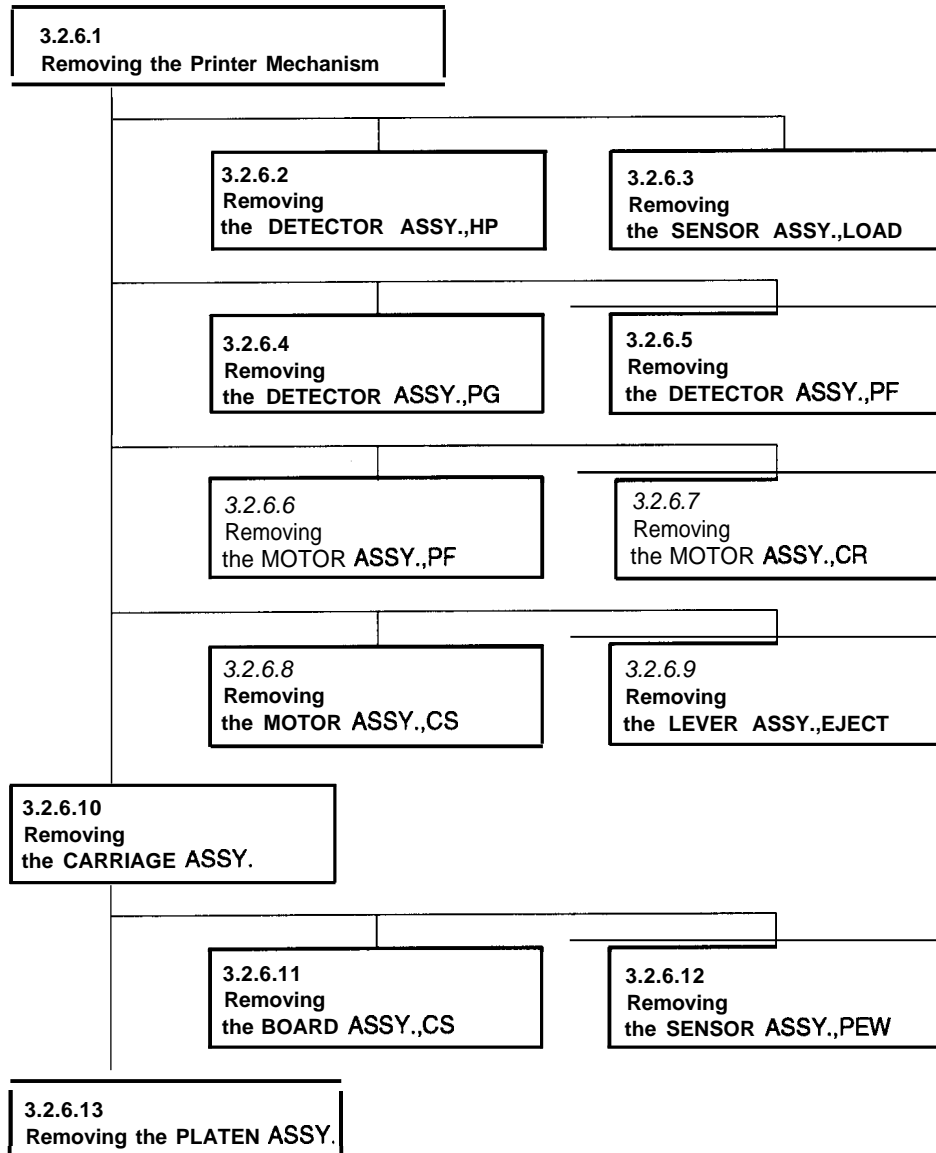 3.2.6.1
Removing the Printer Mechanism
3.2.6.2
Removing
the DETECTOR ASSY.,HP
3.2.6.3
Removing
the SENSOR ASSY.,LOAD
3.2.6.4
Removing
the DETECTOR ASSY.,PG
3.2.6.5
Removing
the DETECTOR ASSY.,PF
3.2.6.6
Removing
the MOTOR ASSY.,PF
3.2.6.7
Removing
the MOTOR ASSY.,CR
3.2.6.8
Removing
the MOTOR ASSY.,CS
3.2.6.9
Removing
the LEVER ASSY.,EJECT
3.2.6.10
Removing
the CARRIAGE ASSY.
3.2.6.11
Removing
the BOARD ASSY.,CS
3.2.6.12
Removing
the SENSOR ASSY.,PEW
3.2.6.13
Removing the PLATEN ASSY.